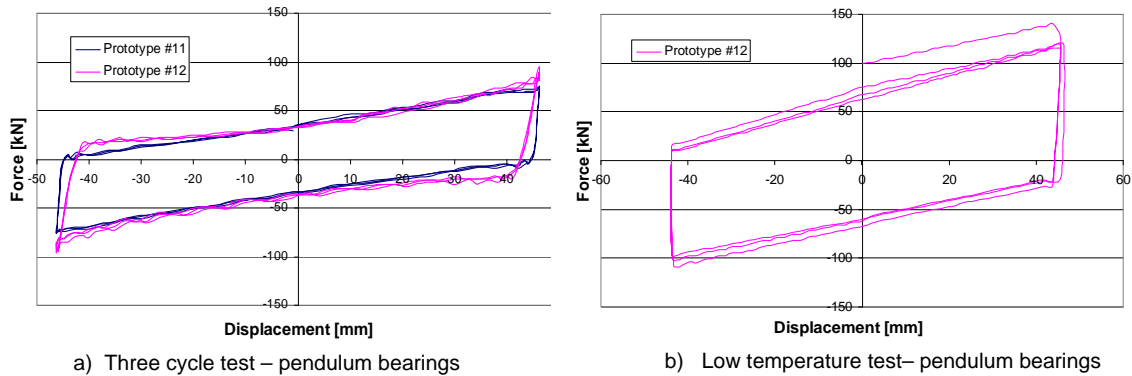 150
100
50
0
-50
-100
-150
-50 -40 -30 -20 -10 0 10 20 30 40
Force [kN]
Displacement [mm]
Prototype #11
Prototype #12
a) Three cycle test – pendulum bearings
150
100
50
0
-50
-100
-150
-60 -40 -20 0 20 40 60
Force [kN]
Displacement [mm]
Prototype #12
b) Low temperature test– pendulum bearings